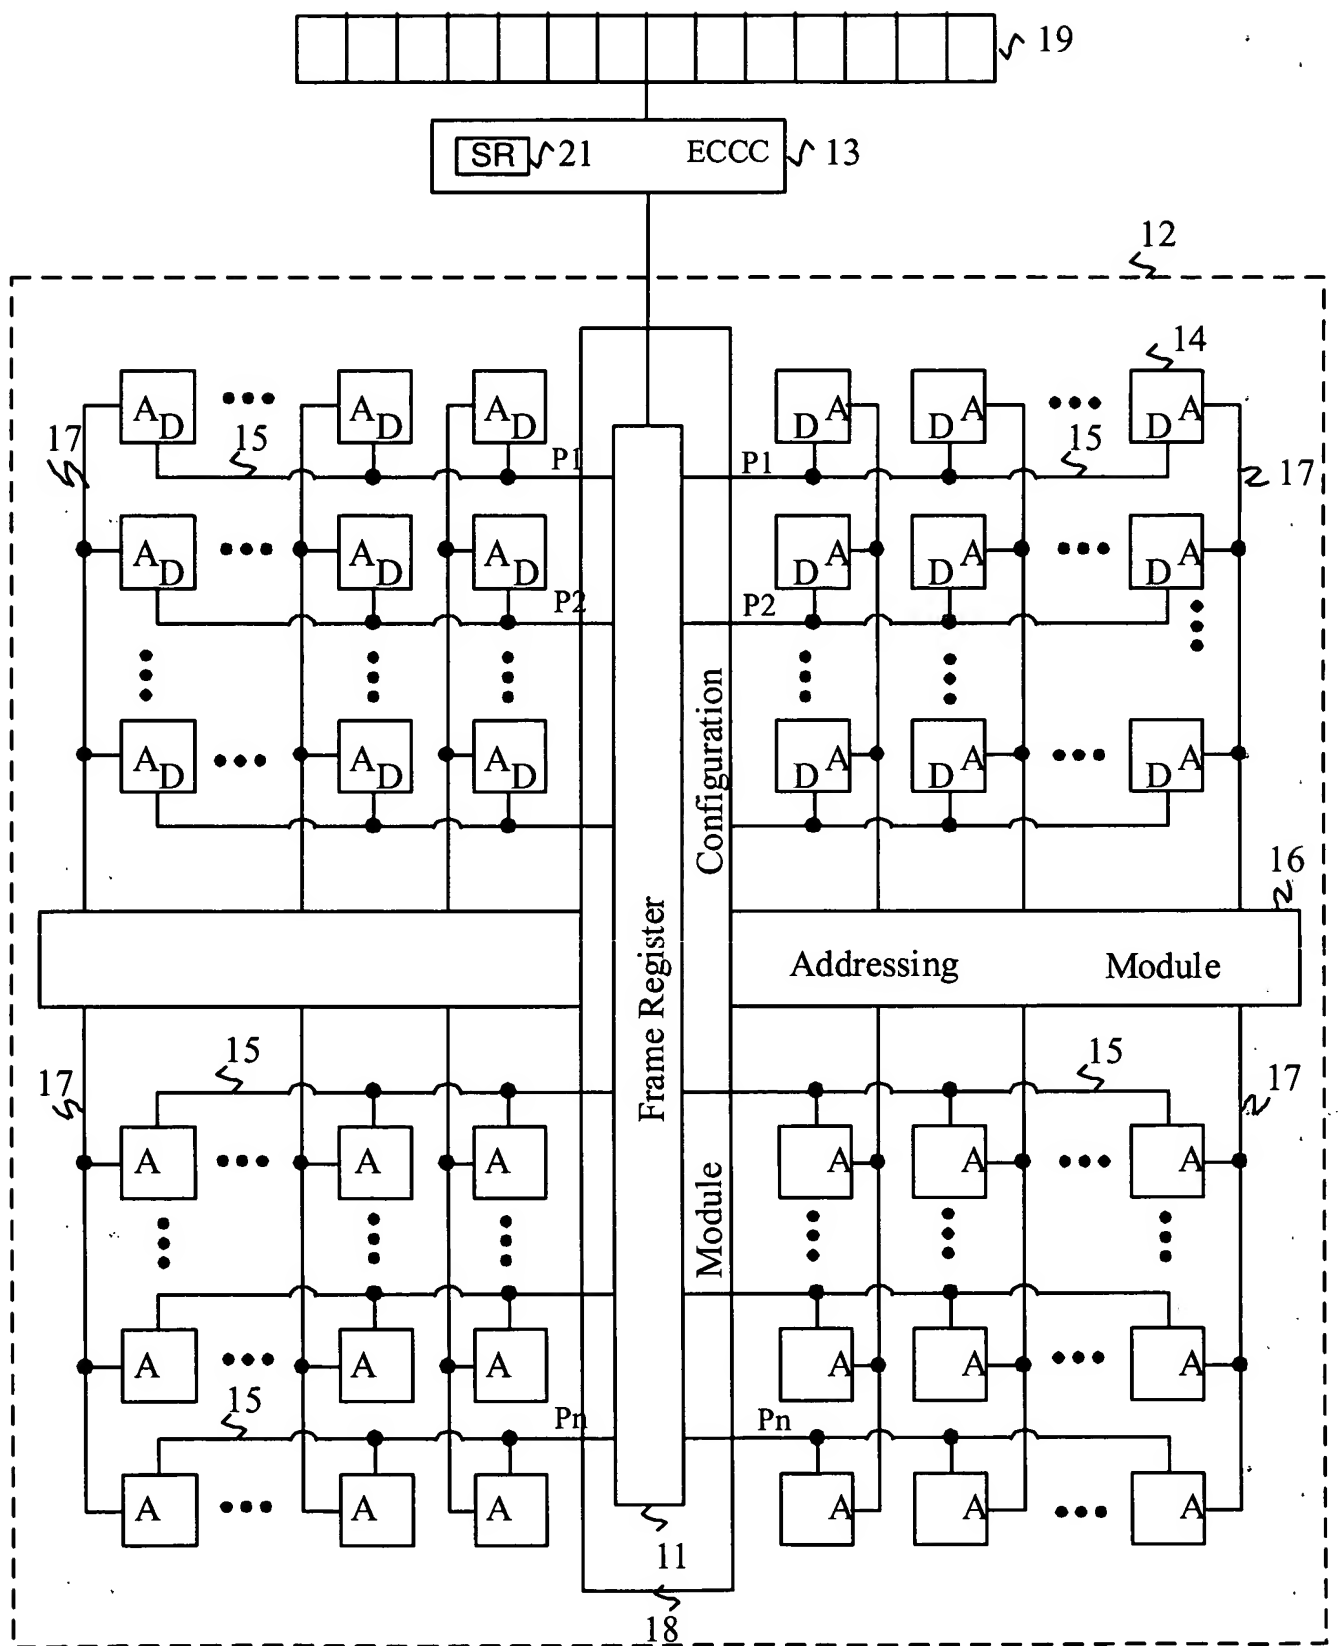 19
SR 21 ECCC 13
12
14
A D A D A D D A D A D A
17 15 P1 P1 15 17
A D A D A D D A D A D A
P2 P2
A D A D A D D A D A D A
Configuration
16
Frame Register
Addressing Module
15 15
17 17
A A A A A A
Module
A A A A A A
15 Pn Pn
A A A A A A
11
18